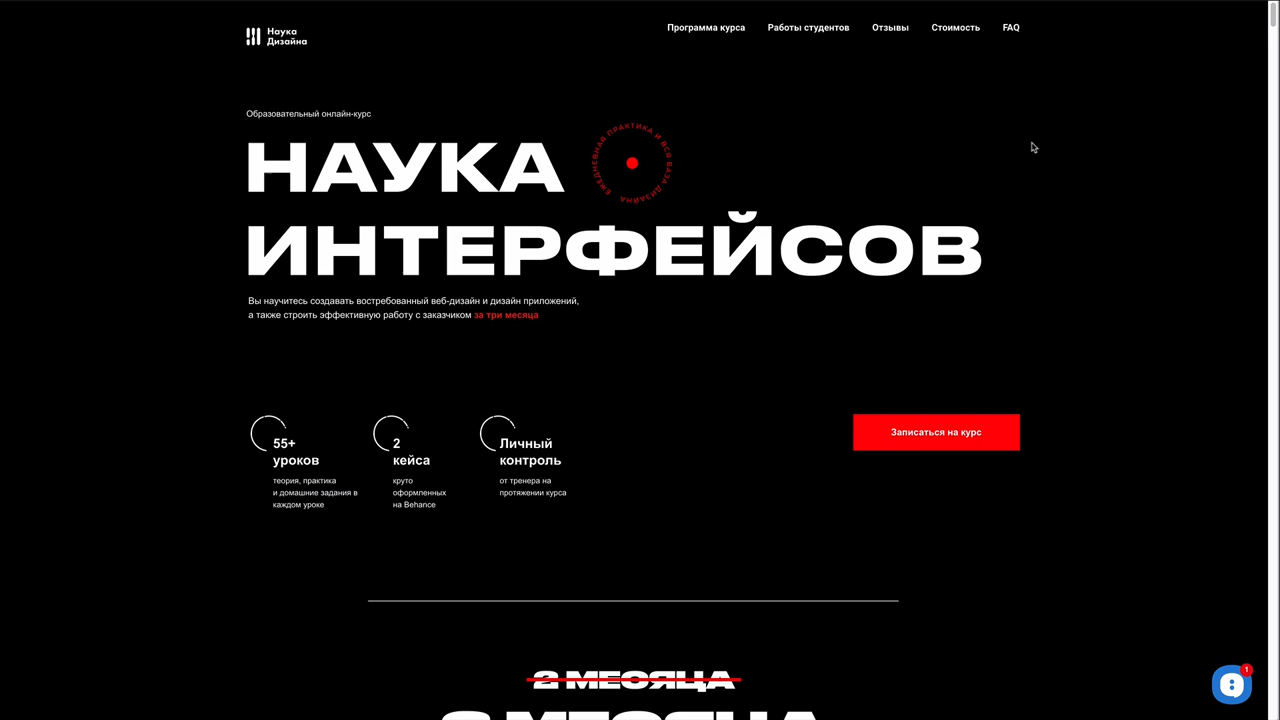 Наука
Дизайна
Программа курса
Работы студентов
Отзывы
Стоимость
FAQ
Образовательный онлайн-курс
НАУКА
ЕЖЕДНЕВНАЯ ПРАКТИКА И ВСЯ БАЗА ДИЗАЙНА
ИНТЕРФЕЙСОВ
Вы научитесь создавать востребованный веб-дизайн и дизайн приложений,
а также строить эффективную работу с заказчиком за три месяца
55+
уроков
теория, практика
и домашние задания в
каждом уроке
2
кейса
круто
оформленных
на Behance
Личный
контроль
от тренера на
протяжении курса
Записаться на курс
2 МЕСЯЦА
1